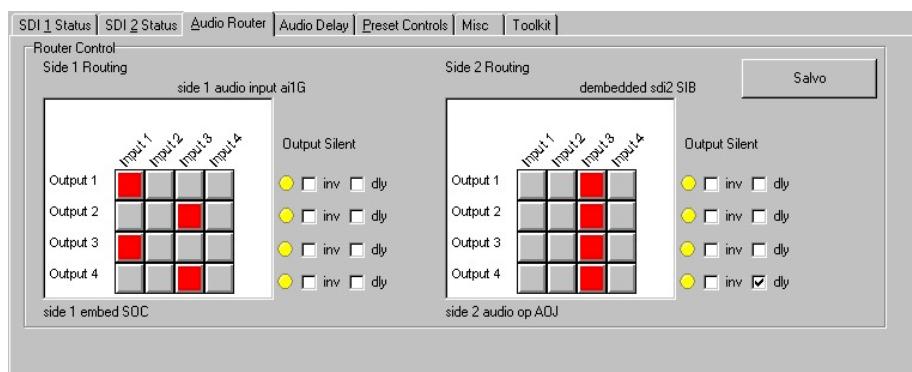 SDI 1 Status SDI 2 Status Audio Router Audio Delay Preset Controls Misc Toolkit
Router Control
Side 1 Routing
side 1 audio input ai1G
Input 1 Input 2 Input 3 Input 4
Output Silent
Output 1 inv dly
Output 2 inv dly
Output 3 inv dly
Output 4 inv dly
side 1 embed SOC
Side 2 Routing
dembedded sdi2 SIB
Salvo
Input 1 Input 2 Input 3 Input 4
Output Silent
Output 1 inv dly
Output 2 inv dly
Output 3 inv dly
Output 4 inv dly
side 2 audio op AOJ